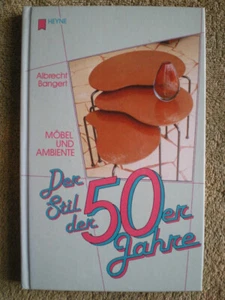 HEYNE
Albrecht
Bangert
MÖBEL
UND
AMBIENTE
Der
Stil
der
50er
Jahre